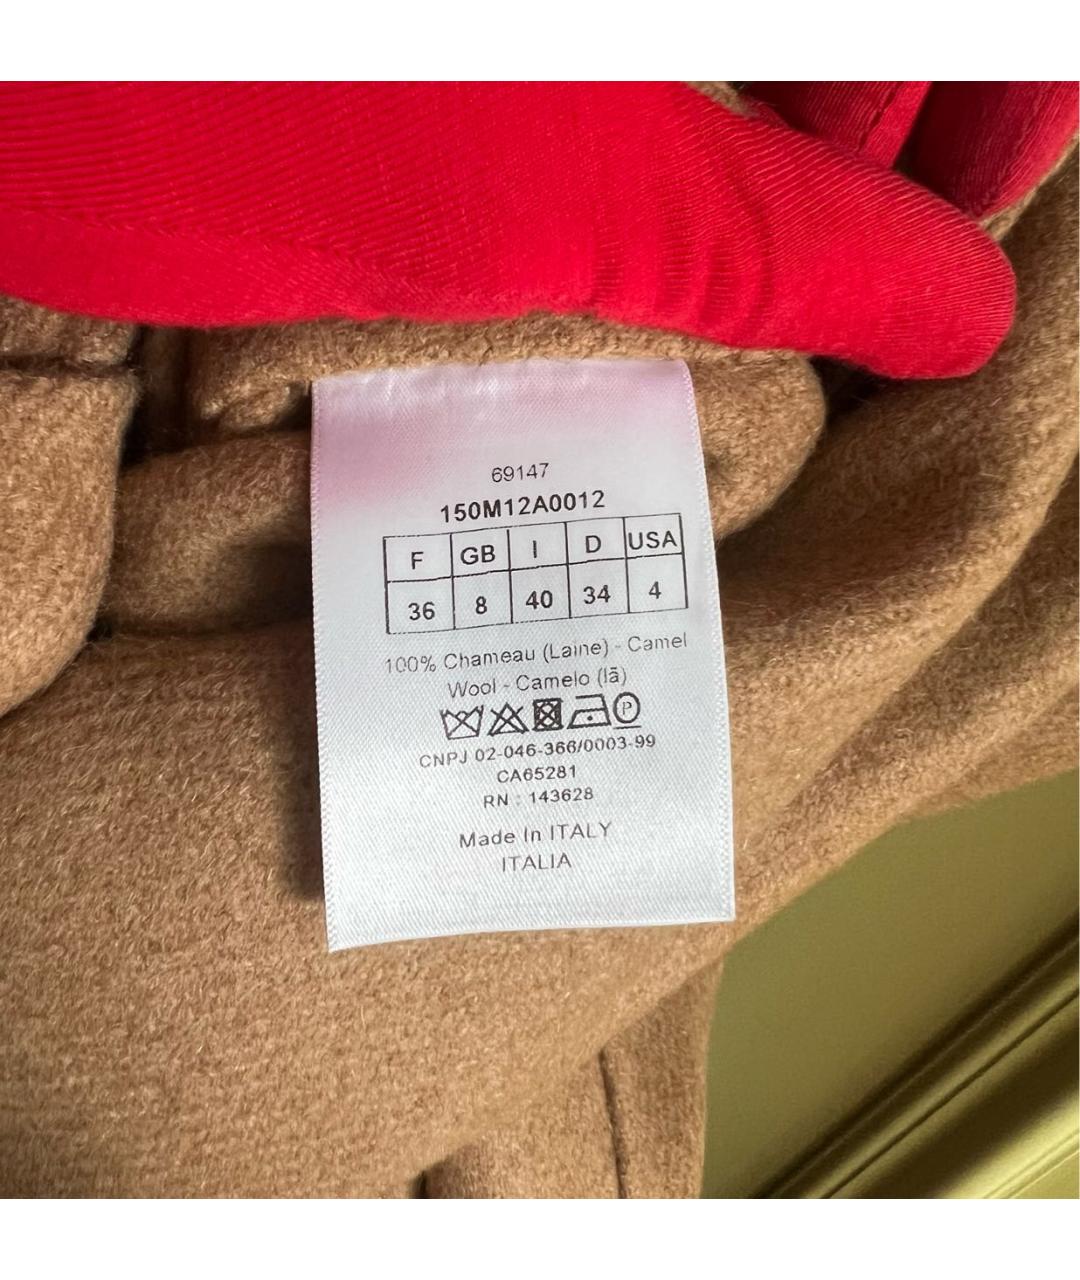 69147
150M12A0012
F GB I D USA
36 8 40 34 4
100% Chameau (Laine) - Camel
Wool - Camelo (lã)
P
CNPJ 02-046-366/0003-99
CA65281
RN : 143628
Made In ITALY
ITALIA